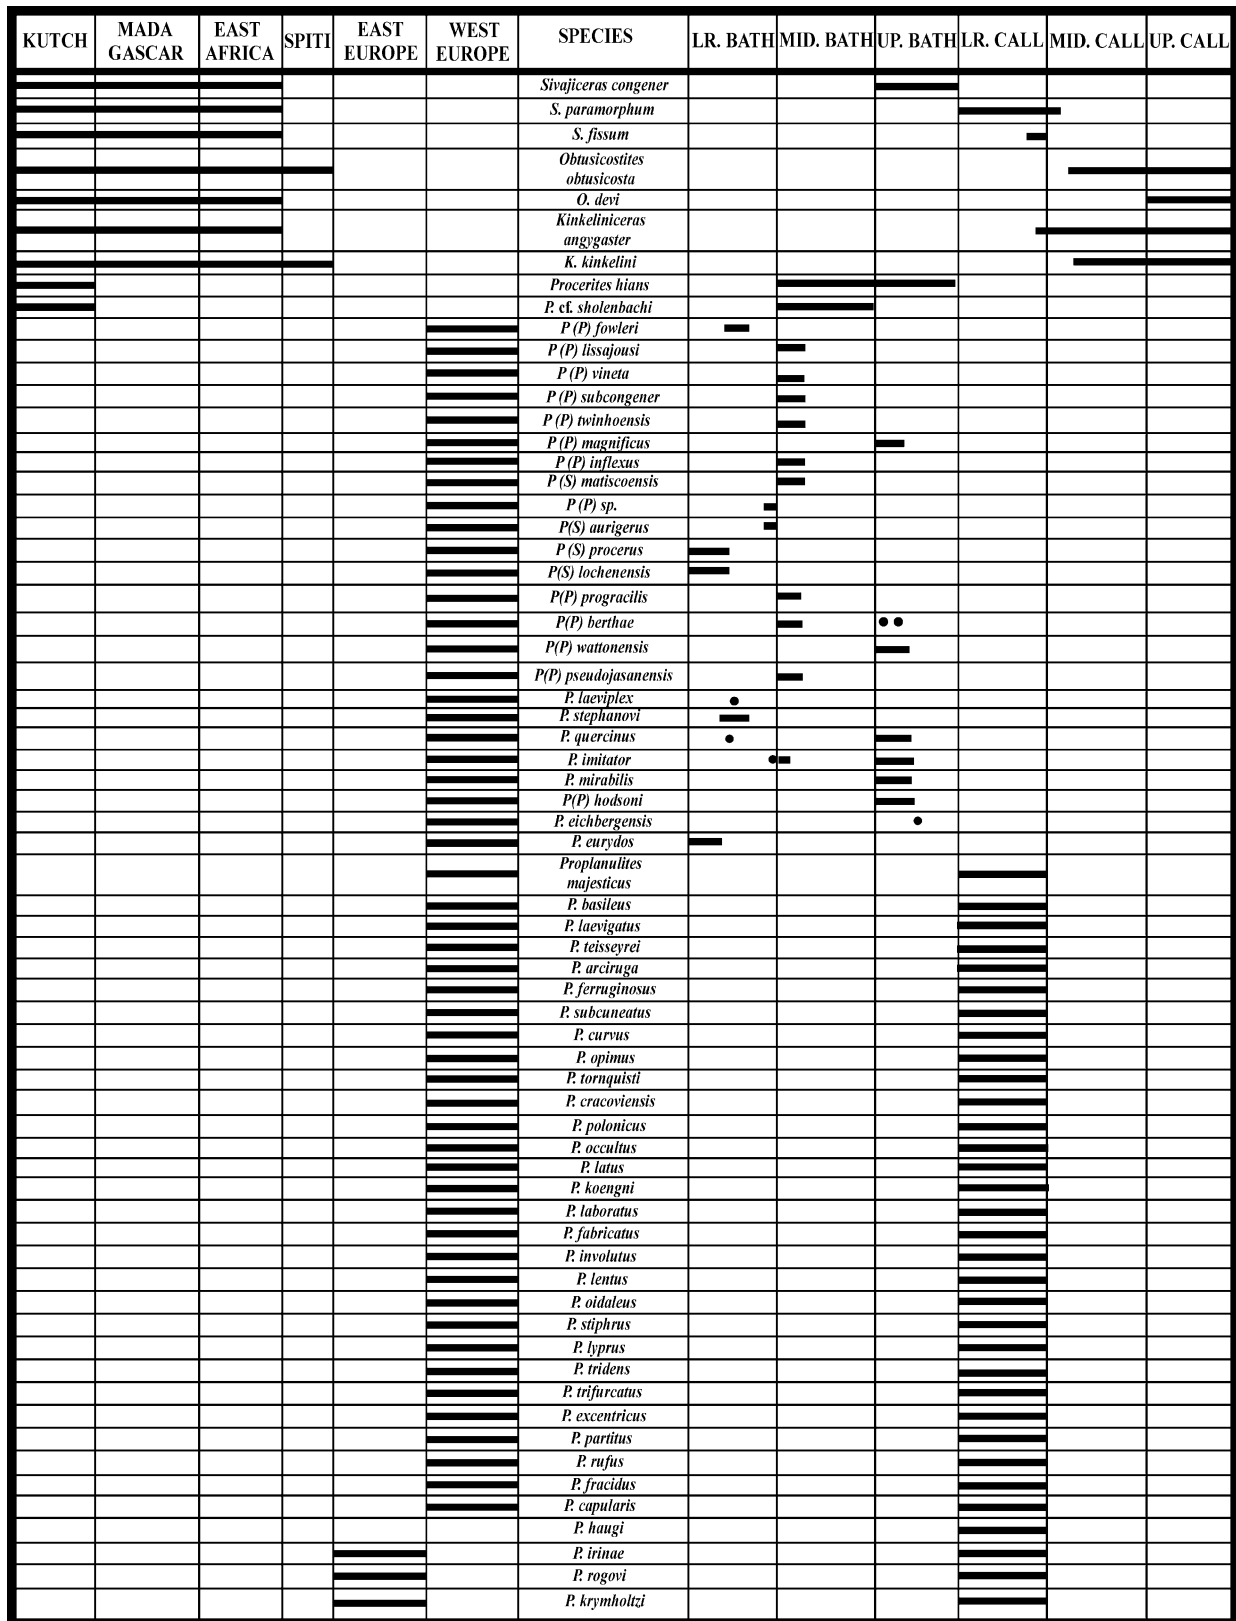 KUTCH
MADA
GASCAR
EAST
AFRICA
SPITI
EAST
EUROPE
WEST
EUROPE
SPECIES
LR. BATH
MID. BATH
UP. BATH
LR. CALL
MID. CALL
UP. CALL
Sivajiceras congener
S. paramorphum
S. fissum
Obtusicostites
obtusicosta
O. devi
Kinkeliniceras
angygaster
K. kinkelini
Procerites hians
P. cf. sholenbachi
P (P) fowleri
P (P) lissajousi
P (P) vineta
P (P) subcongener
P (P) twinhoensis
P (P) magnificus
P (P) inflexus
P (S) matiscoensis
P (P) sp.
P(S) aurigerus
P (S) procerus
P(S) lochenensis
P(P) progracilis
P(P) berthae
P(P) wattonensis
P(P) pseudojasanensis
P. laeviplex
P. stephanovi
P. quercinus
P. imitator
P. mirabilis
P(P) hodsoni
P. eichbergensis
P. eurydos
Proplanulites
majesticus
P. basileus
P. laevigatus
P. teisseyrei
P. arciruga
P. ferruginosus
P. subcuneatus
P. curvus
P. opimus
P. tornquisti
P. cracoviensis
P. polonicus
P. occultus
P. latus
P. koengni
P. laboratus
P. fabricatus
P. involutus
P. lentus
P. oidaleus
P. stiphrus
P. lyprus
P. tridens
P. trifurcatus
P. excentricus
P. partitus
P. rufus
P. fracidus
P. capularis
P. haugi
P. irinae
P. rogovi
P. krymholtzi